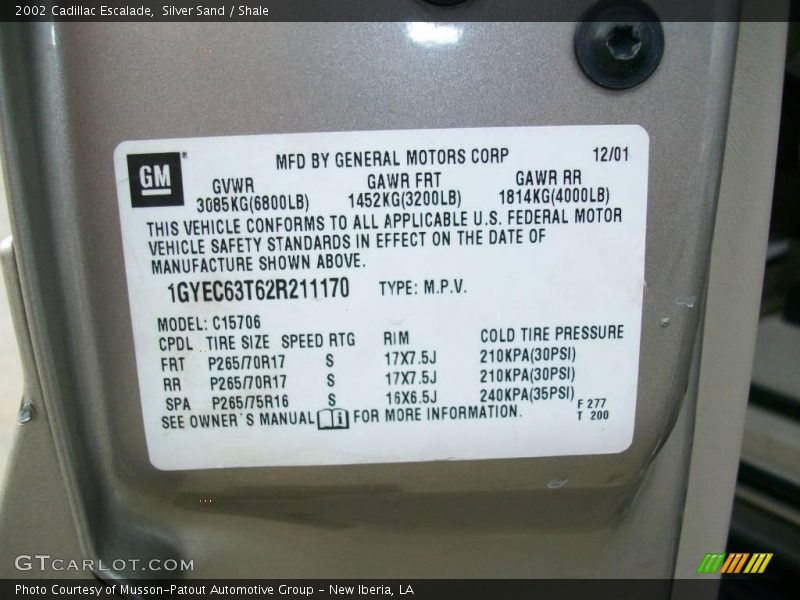 2002 Cadillac Escalade, Silver Sand / Shale
GM
MFD BY GENERAL MOTORS CORP 12/01
GVWR GAWR FRT GAWR RR
3085KG(6800LB) 1452KG(3200LB) 1814KG(4000LB)
THIS VEHICLE CONFORMS TO ALL APPLICABLE U.S. FEDERAL MOTOR
VEHICLE SAFETY STANDARDS IN EFFECT ON THE DATE OF
MANUFACTURE SHOWN ABOVE.
1GYEC63T62R211170 TYPE: M.P.V.
MODEL: C15706
CPDL TIRE SIZE SPEED RTG RIM COLD TIRE PRESSURE
FRT P265/70R17 S 17X7.5J 210KPA(30PSI)
RR P265/70R17 S 17X7.5J 210KPA(30PSI)
SPA P265/75R16 S 16X6.5J 240KPA(35PSI)
SEE OWNER'S MANUAL FOR MORE INFORMATION.
F 277
T 200
GTCARLOT.COM
Photo Courtesy of Musson-Patout Automotive Group - New Iberia, LA